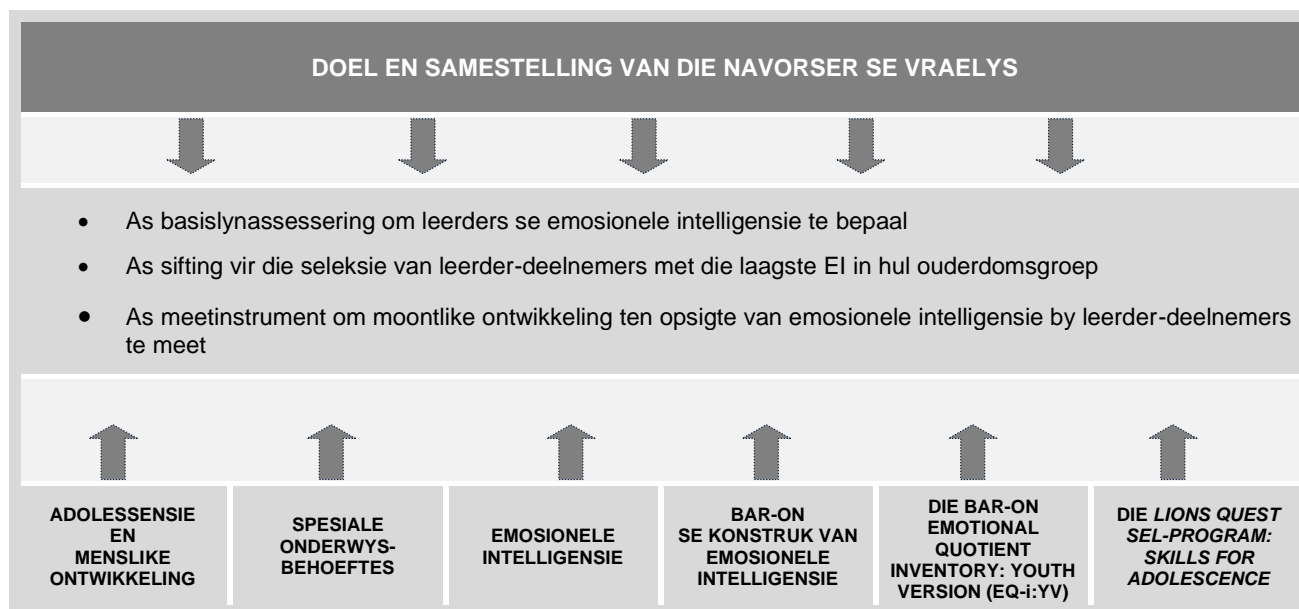 DOEL EN SAMESTELLING VAN DIE NAVORSER SE VRAELYS
• As basislynassessering om leerders se emosionele intelligensie te bepaal
• As sifting vir die seleksie van leerder-deelnemers met die laagste EI in hul ouderdomsgroep
• As meetinstrument om moontlike ontwikkeling ten opsigte van emosionele intelligensie by leerder-deelnemers
te meet
ADOLESSENSIE
EN
MENSLIKE
ONTWIKKELING
SPESIALE
ONDERWYS-
BEHOEFTES
EMOSIONELE
INTELLIGENSIE
BAR-ON
SE KONSTRUK VAN
EMOSIONELE
INTELLIGENSIE
DIE BAR-ON
EMOTIONAL
QUOTIENT
INVENTORY: YOUTH
VERSION (EQ-i:YV)
DIE LIONS QUEST
SEL-PROGRAM:
SKILLS FOR
ADOLESCENCE